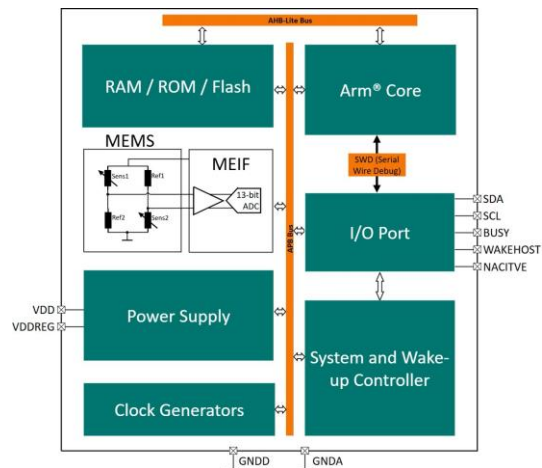 AHB-Lite Bus
RAM / ROM / Flash
Arm® Core
MEMS
MEIF
Sens1
Ref1
13-bit
ADC
Ref2
Sens2
APB Bus
SWD (Serial
Wire Debug)
I/O Port
SDA
SCL
BUSY
WAKEHOST
NACITVE
VDD
VDDREG
Power Supply
System and Wake-
up Controller
Clock Generators
GNDD
GNDA